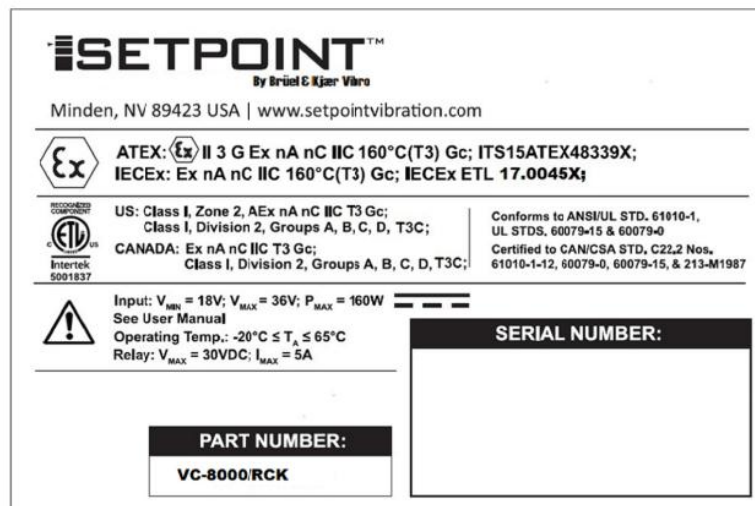 SETPOINT™
By Brüel & Kjær Vibro
Minden, NV 89423 USA | www.setpointvibration.com
Ex
ATEX: Ex II 3 G Ex nA nC IIC 160°C(T3) Gc; ITS15ATEX48339X;
IECEx: Ex nA nC IIC 160°C(T3) Gc; IECEx ETL 17.0045X;
RECOGNIZED
COMPONENT
C ETL US
Intertek
5001837
US: Class I, Zone 2, AEx nA nC IIC T3 Gc;
Class I, Division 2, Groups A, B, C, D, T3C;
CANADA: Ex nA nC IIC T3 Gc;
Class I, Division 2, Groups A, B, C, D, T3C;
Conforms to ANSI/UL STD. 61010-1,
UL STDS. 60079-15 & 60079-0
Certified to CAN/CSA STD. C22.2 Nos.
61010-1-12, 60079-0, 60079-15, & 213-M1987
Input: VMIN = 18V; VMAX = 36V; PMAX = 160W
See User Manual
Operating Temp.: -20°C ≤ TA ≤ 65°C
Relay: VMAX = 30VDC; IMAX = 5A
SERIAL NUMBER:
PART NUMBER:
VC-8000/RCK